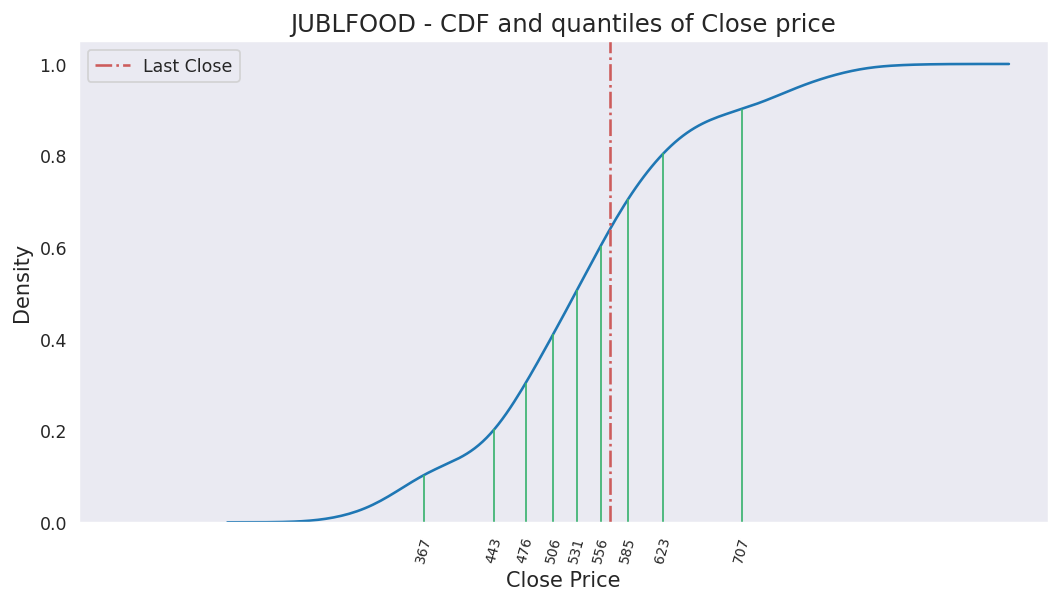 JUBLFOOD - CDF and quantiles of Close price
Last Close
1.0
0.8
0.6
0.4
0.2
0.0
Density
367 443 476 506 531 556 585 623 707
Close Price